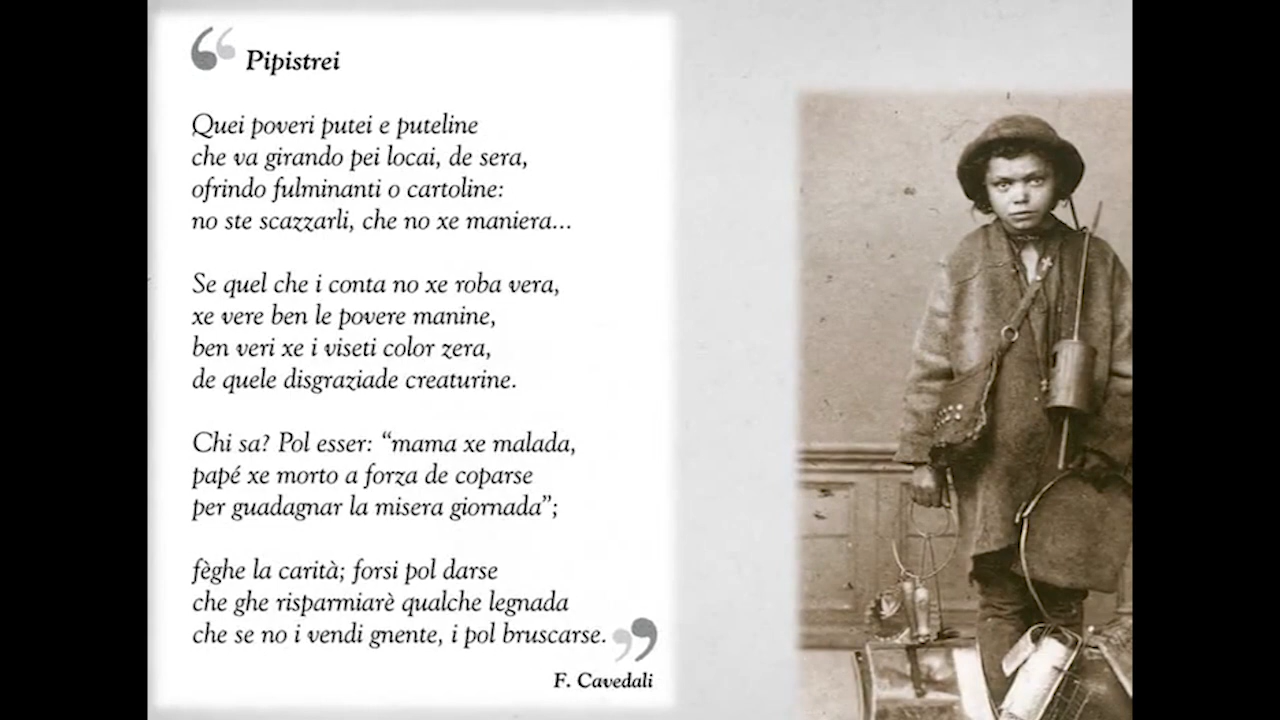 Pipistrei
Quei poveri putei e puteline
che va girando pei locai, de sera,
ofrindo fulminanti o cartoline:
no ste scazzarli, che no xe maniera...
Se quel che i conta no xe roba vera,
xe vere ben le povere manine,
ben veri xe i viseti color zera,
de quele disgraziade creaturine.
Chi sa? Pol esser: “mama xe malada,
papé xe morto a forza de coparse
per guadagnar la misera giornada”;
fèghe la carità; forsi pol darse
che ghe risparmiarè qualche legnada
che se no i vendi gnente, i pol bruscarse.
F. Cavedali